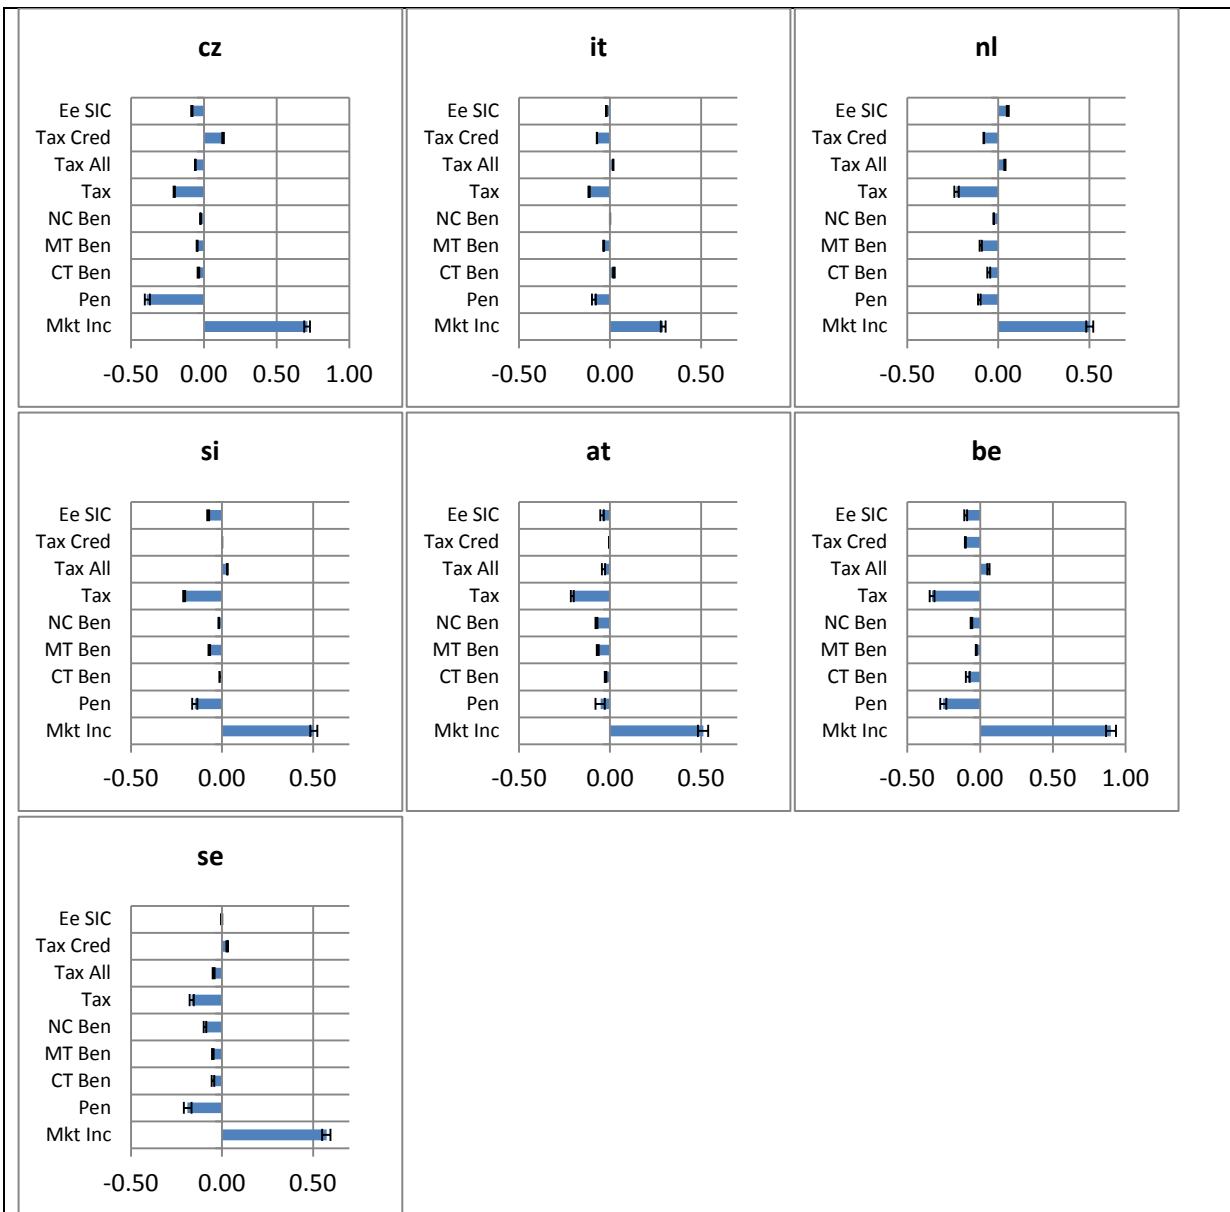 cz
Ee SIC
Tax Cred
Tax All
Tax
NC Ben
MT Ben
CT Ben
Pen
Mkt Inc
-0.50 0.00 0.50 1.00
it
Ee SIC
Tax Cred
Tax All
Tax
NC Ben
MT Ben
CT Ben
Pen
Mkt Inc
-0.50 0.00 0.50
nl
Ee SIC
Tax Cred
Tax All
Tax
NC Ben
MT Ben
CT Ben
Pen
Mkt Inc
-0.50 0.00 0.50
si
Ee SIC
Tax Cred
Tax All
Tax
NC Ben
MT Ben
CT Ben
Pen
Mkt Inc
-0.50 0.00 0.50
at
Ee SIC
Tax Cred
Tax All
Tax
NC Ben
MT Ben
CT Ben
Pen
Mkt Inc
-0.50 0.00 0.50
be
Ee SIC
Tax Cred
Tax All
Tax
NC Ben
MT Ben
CT Ben
Pen
Mkt Inc
-0.50 0.00 0.50 1.00
se
Ee SIC
Tax Cred
Tax All
Tax
NC Ben
MT Ben
CT Ben
Pen
Mkt Inc
-0.50 0.00 0.50